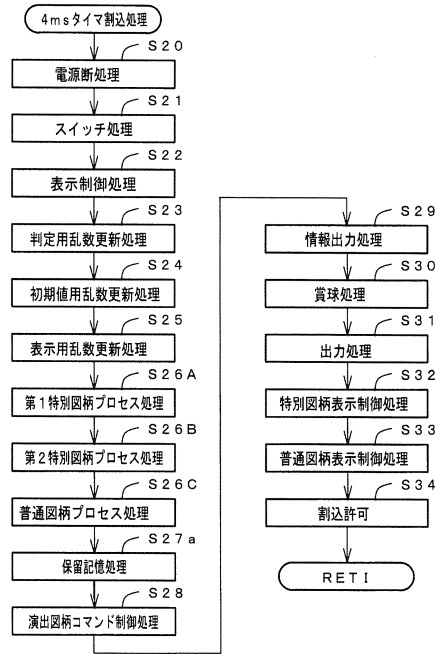 4msタイマ割込処理
S20
電源断処理
S21
スイッチ処理
S22
表示制御処理
S23
判定用乱数更新処理
S24
初期値用乱数更新処理
S25
表示用乱数更新処理
S26A
第1特別図柄プロセス処理
S26B
第2特別図柄プロセス処理
S26C
普通図柄プロセス処理
S27a
保留記憶処理
S28
演出図柄コマンド制御処理
S29
情報出力処理
S30
賞球処理
S31
出力処理
S32
特別図柄表示制御処理
S33
普通図柄表示制御処理
S34
割込許可
RETI